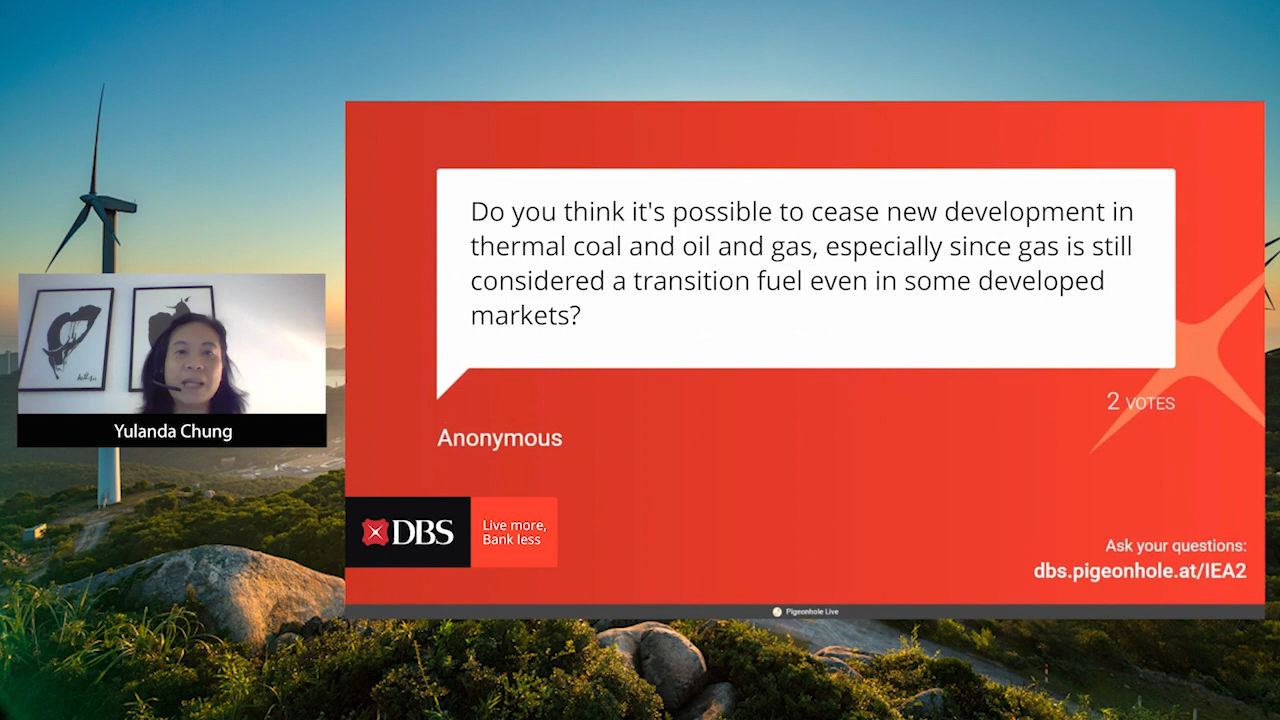 Do you think it's possible to cease new development in
thermal coal and oil and gas, especially since gas is still
considered a transition fuel even in some developed
markets?
2 VOTES
Anonymous
Yulanda Chung
DBS
Live more,
Bank less
Ask your questions:
dbs.pigeonhole.at/IEA2
Pigeonhole Live